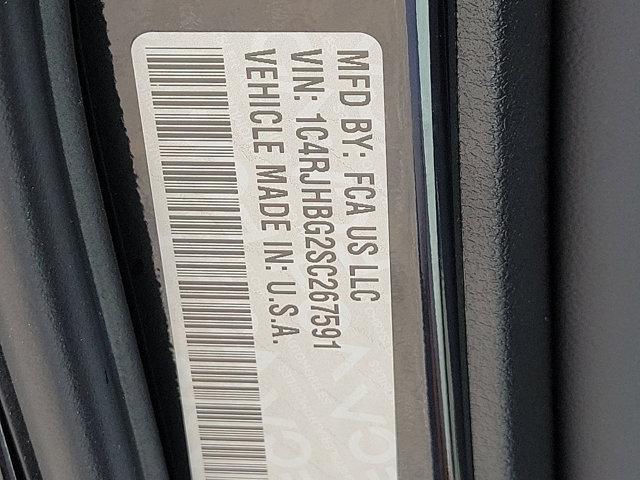 MFD BY: FCA US LLC
VIN: 1C4RJHBG2SC267591
VEHICLE MADE IN: U.S.A.